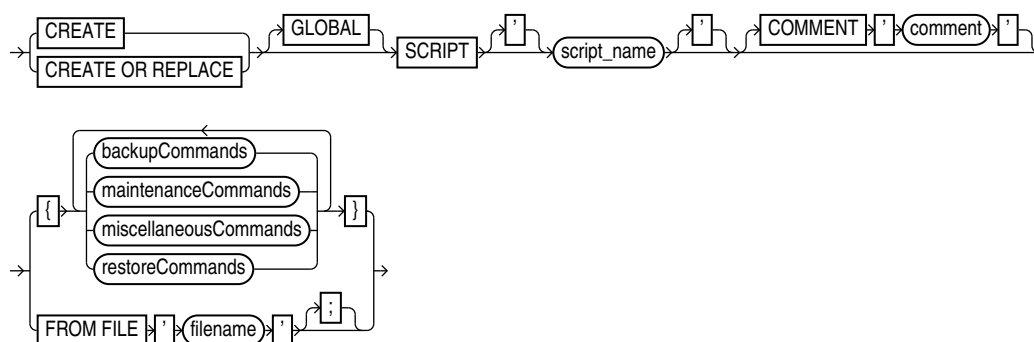 CREATE
CREATE OR REPLACE
GLOBAL
SCRIPT
’
script_name
’
COMMENT ’ comment ’
{
backupCommands
maintenanceCommands
miscellaneousCommands
restoreCommands
}
FROM FILE ’ filename ’
;